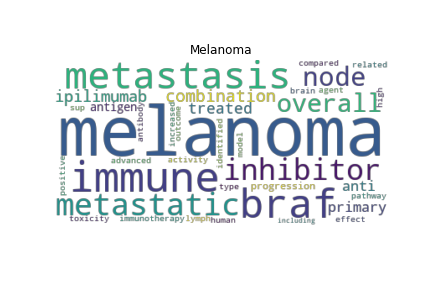 Melanoma
metastasis
compared
related
node
brain
agent
high
ipilimumab
combination
overall
sup
antigen
treated
antibody
increased
outcome
melanoma
identified
model
positive
advanced
activity
inhibitor
immune
type
progression
anti
pathway
metastatic
braf
primary
toxicity
immunotherapy
lymph
human
including
effect